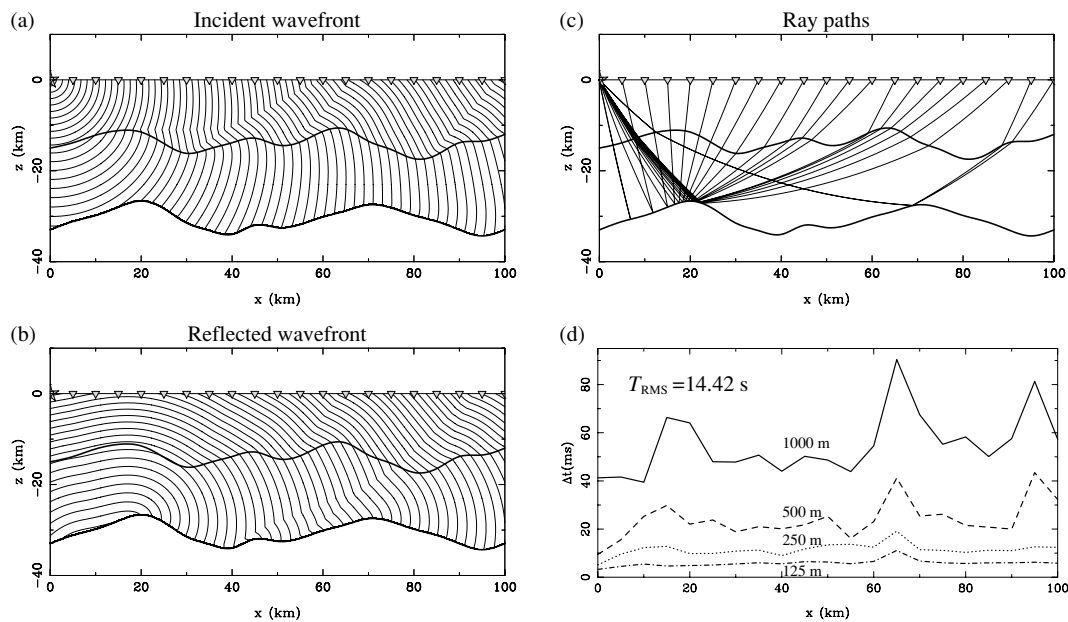 (a) Incident wavefront
0
−20
−40
z (km)
0 20 40 60 80 100
x (km)
(c) Ray paths
0
−20
−40
z (km)
0 20 40 60 80 100
x (km)
(b) Reflected wavefront
0
−20
−40
z (km)
0 20 40 60 80 100
x (km)
(d)
TRMS =14.42 s
1000 m
500 m
250 m
125 m
80
60
40
20
0
Δt(ms)
0 20 40 60 80 100
x (km)